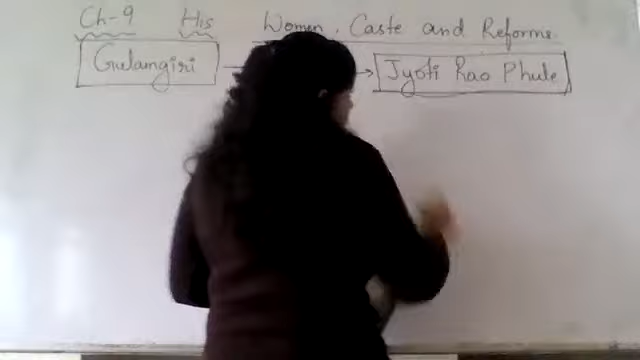 Ch-9 His Women, Caste and Reforms.
Gulamgiri → Jyoti Rao Phule